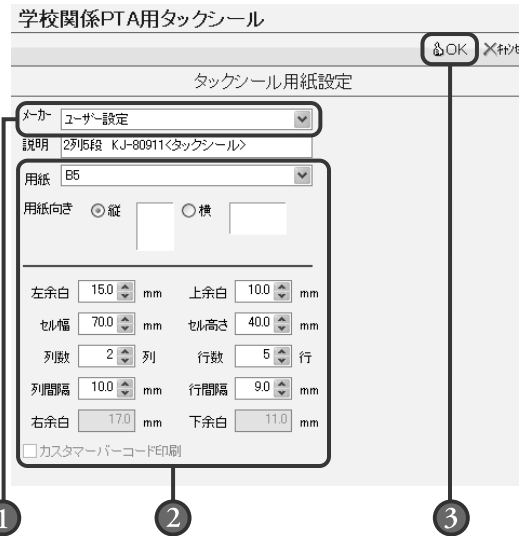 学校関係PTA用タックシール
OK ✕ｷｬﾝｾ
タックシール用紙設定
ﾒｰｶｰ ユーザー設定
説明 2列5段 KJ-80911<タックシール>
用紙 B5
用紙向き 縦 横
左余白 15.0 mm 上余白 10.0 mm
セル幅 70.0 mm セル高さ 40.0 mm
列数 2 列 行数 5 行
列間隔 10.0 mm 行間隔 9.0 mm
右余白 17.0 mm 下余白 11.0 mm
カスタマーバーコード印刷
1 2 3